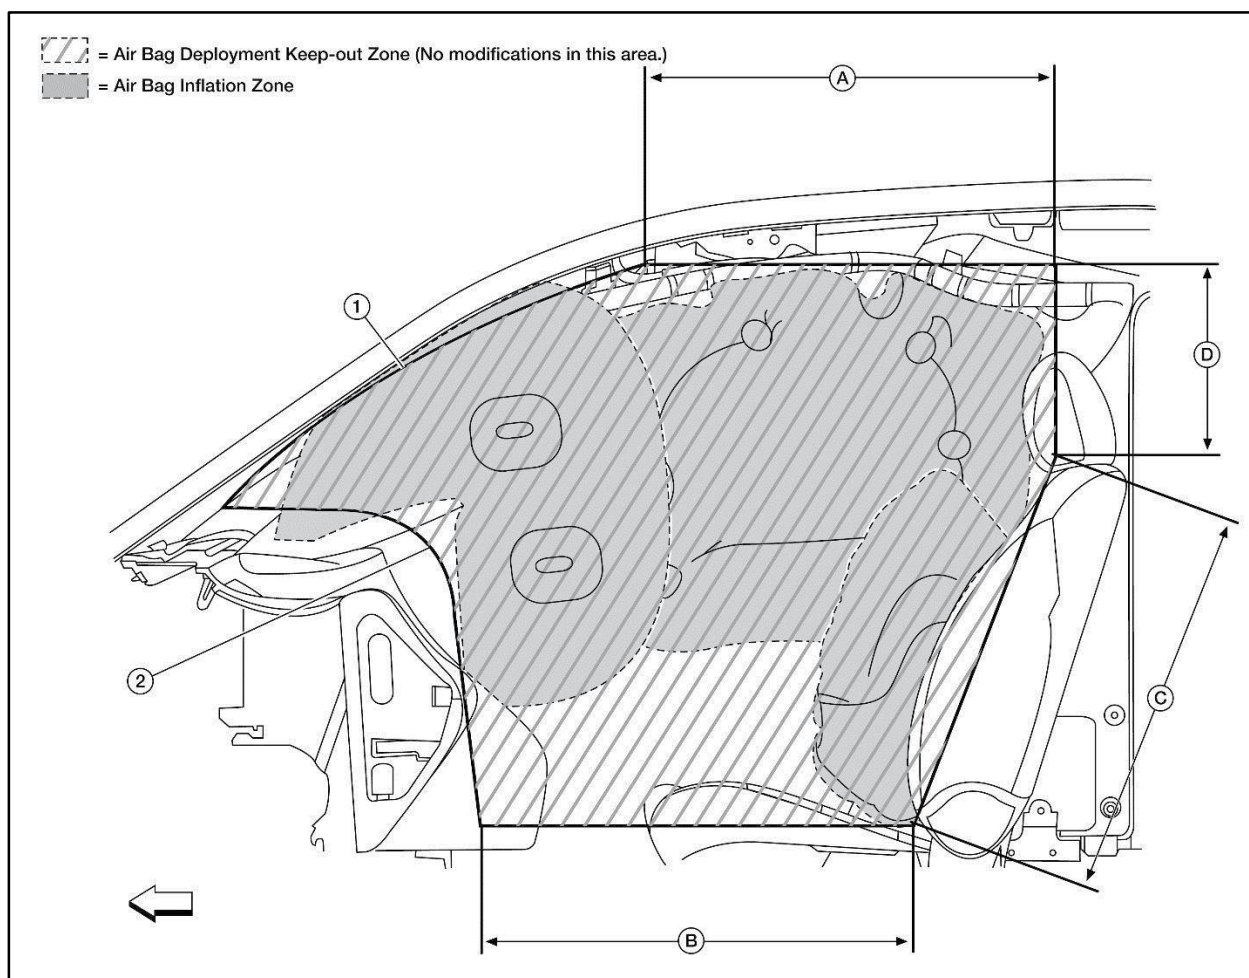 = Air Bag Deployment Keep-out Zone (No modifications in this area.)
= Air Bag Inflation Zone
A
1
D
2
C
B